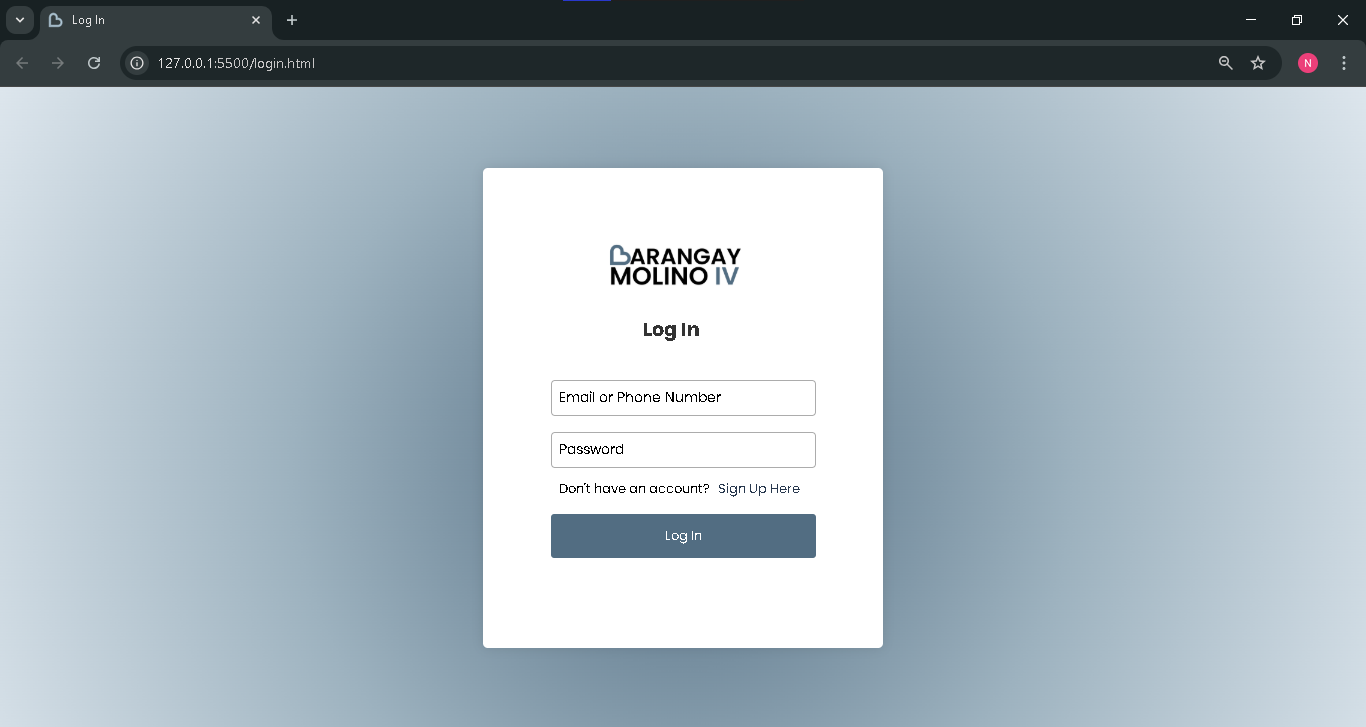 Log In
127.0.0.1:5500/login.html
N
BARANGAY
MOLINO IV
Log In
Email or Phone Number
Password
Don't have an account? Sign Up Here
Log In